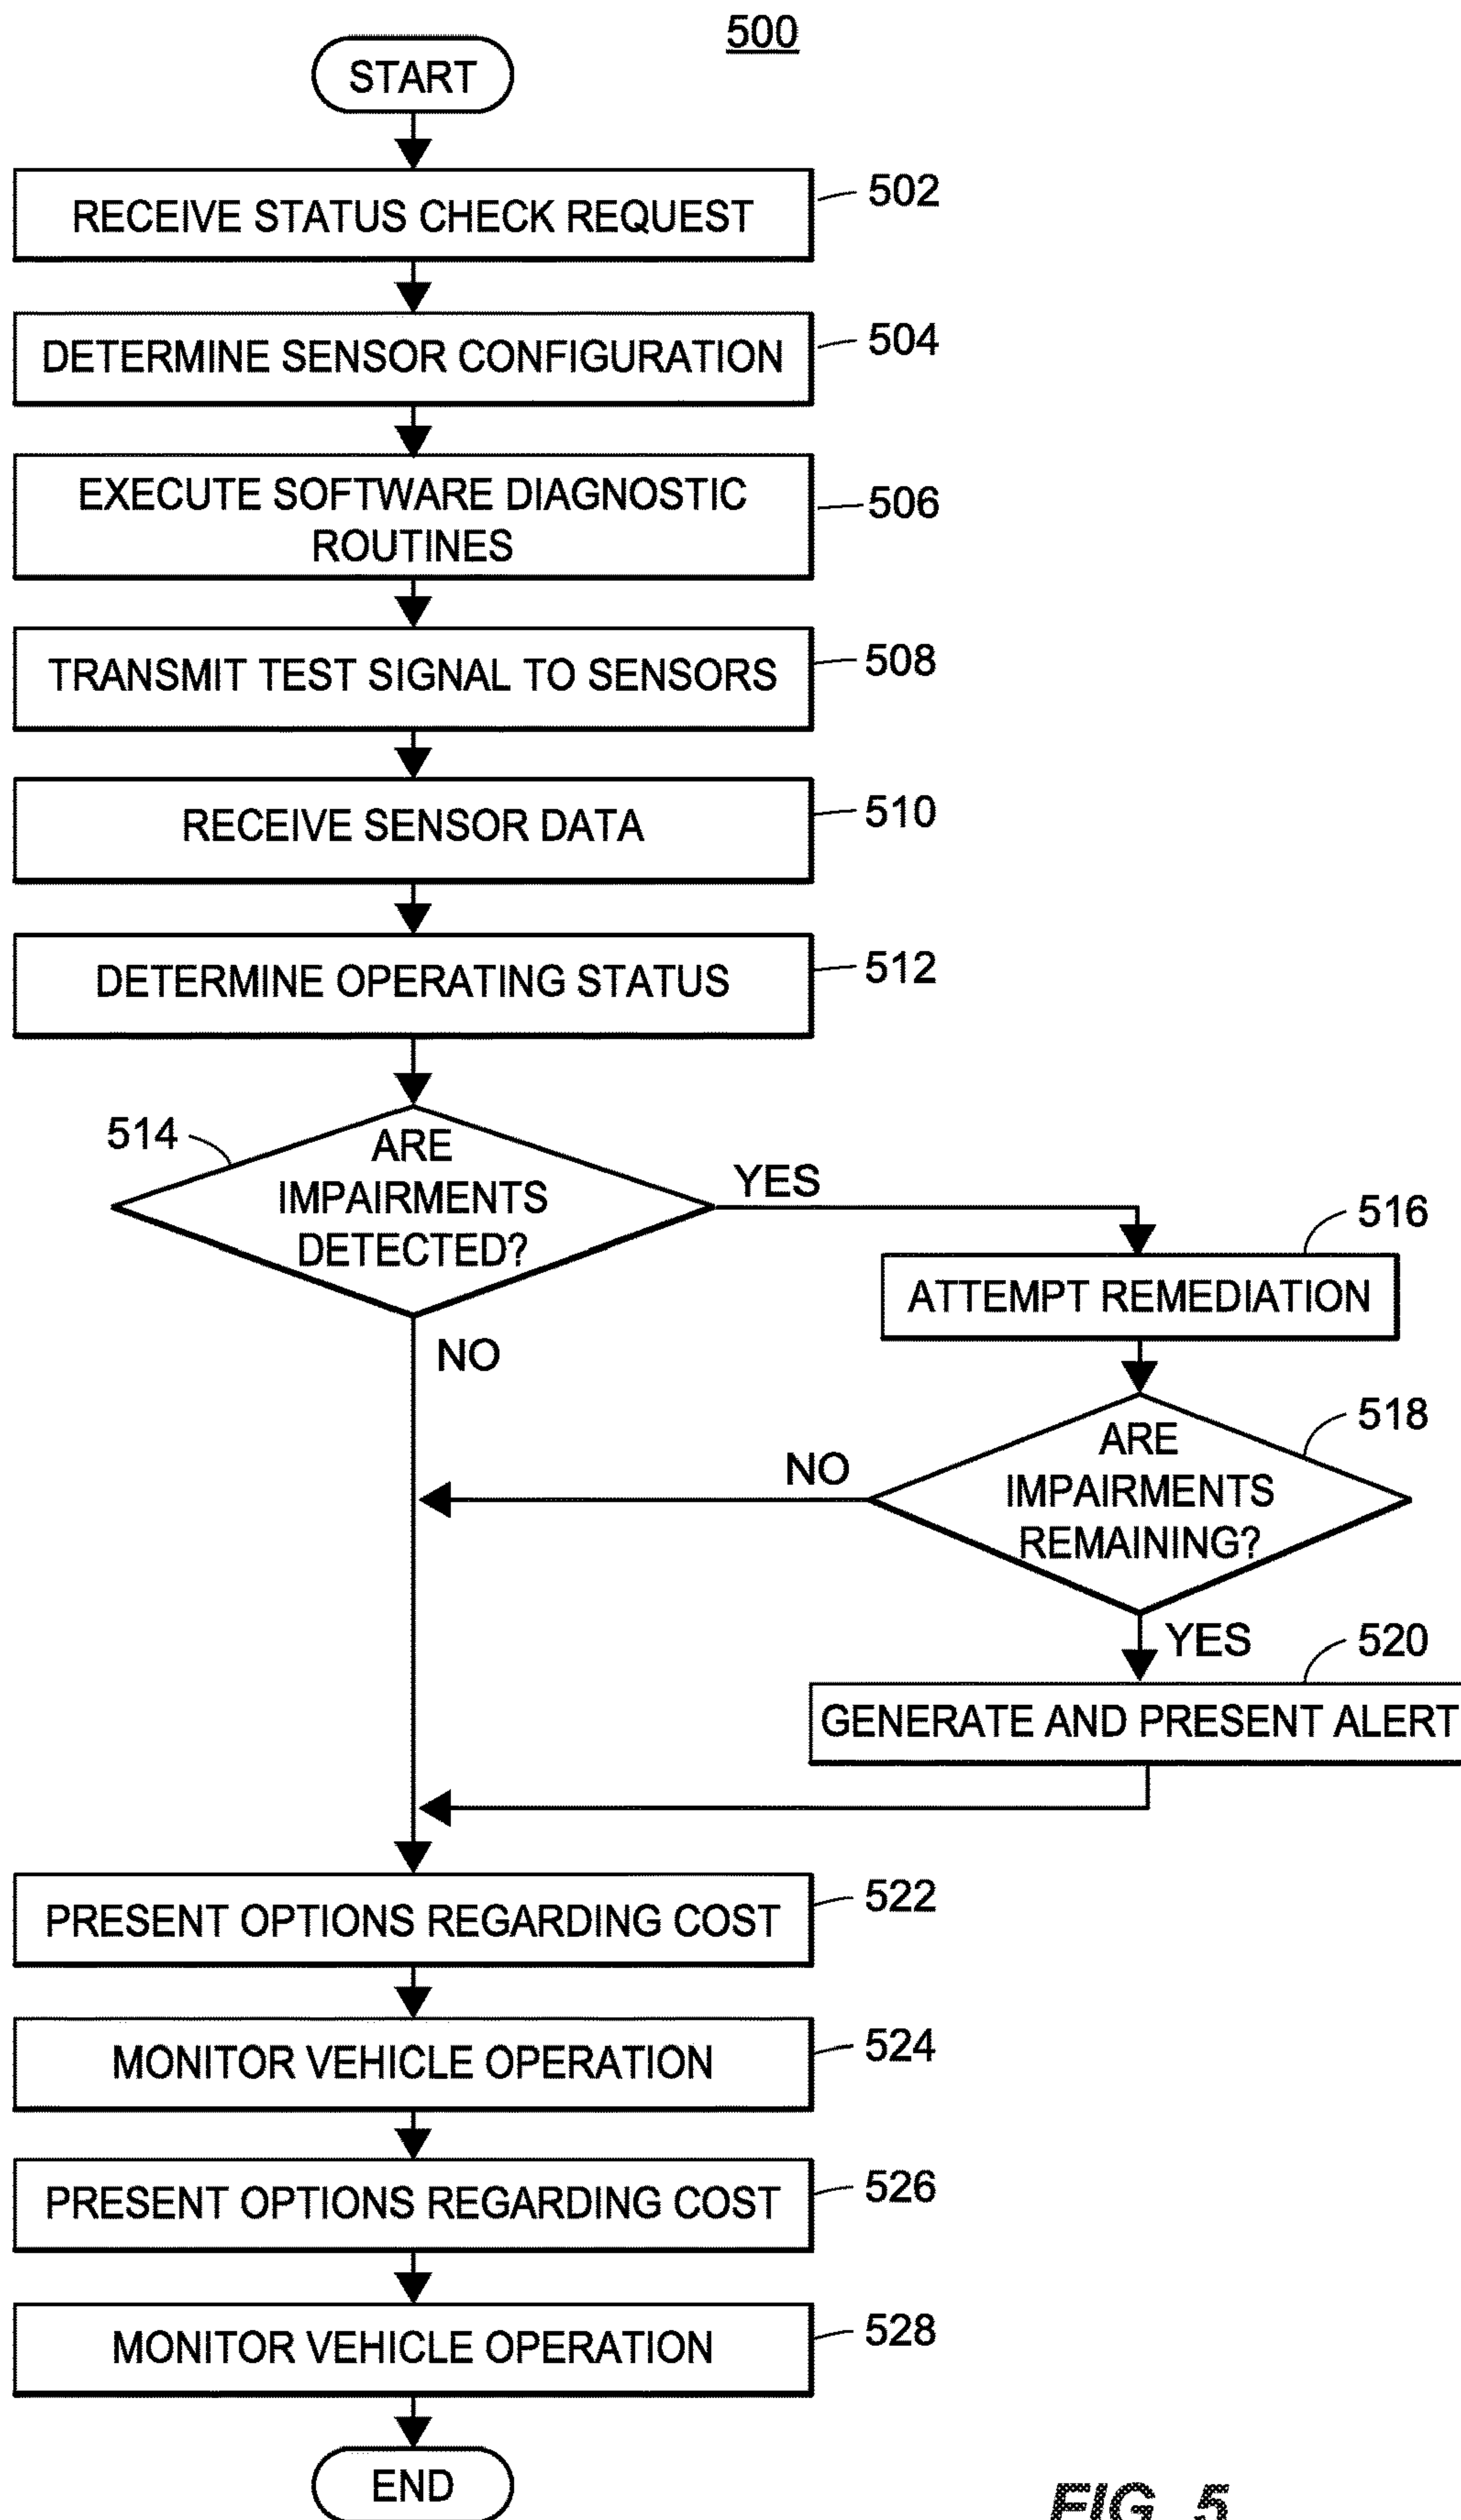 500
START
RECEIVE STATUS CHECK REQUEST
502
DETERMINE SENSOR CONFIGURATION
504
EXECUTE SOFTWARE DIAGNOSTIC
ROUTINES
506
TRANSMIT TEST SIGNAL TO SENSORS
508
RECEIVE SENSOR DATA
510
DETERMINE OPERATING STATUS
512
514
ARE
IMPAIRMENTS
DETECTED?
YES
NO
516
ATTEMPT REMEDIATION
518
ARE
IMPAIRMENTS
REMAINING?
NO
YES
520
GENERATE AND PRESENT ALERT
PRESENT OPTIONS REGARDING COST
522
MONITOR VEHICLE OPERATION
524
PRESENT OPTIONS REGARDING COST
526
MONITOR VEHICLE OPERATION
528
END
FIG. 5